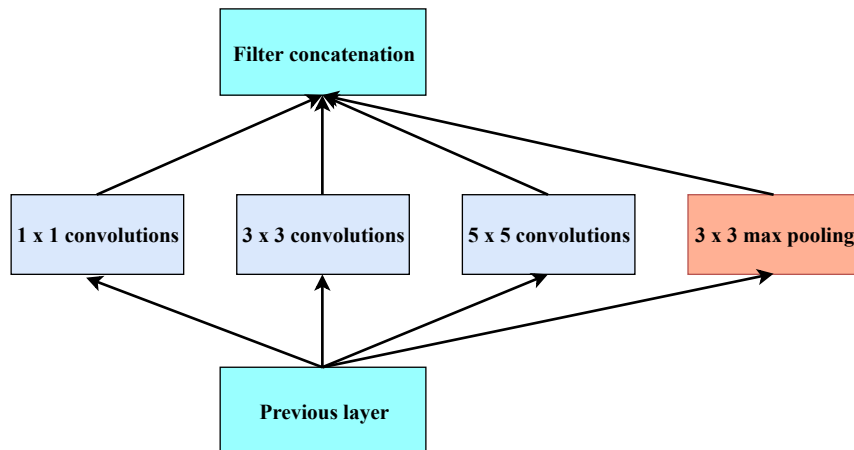 Filter concatenation
1 x 1 convolutions
3 x 3 convolutions
5 x 5 convolutions
3 x 3 max pooling
Previous layer